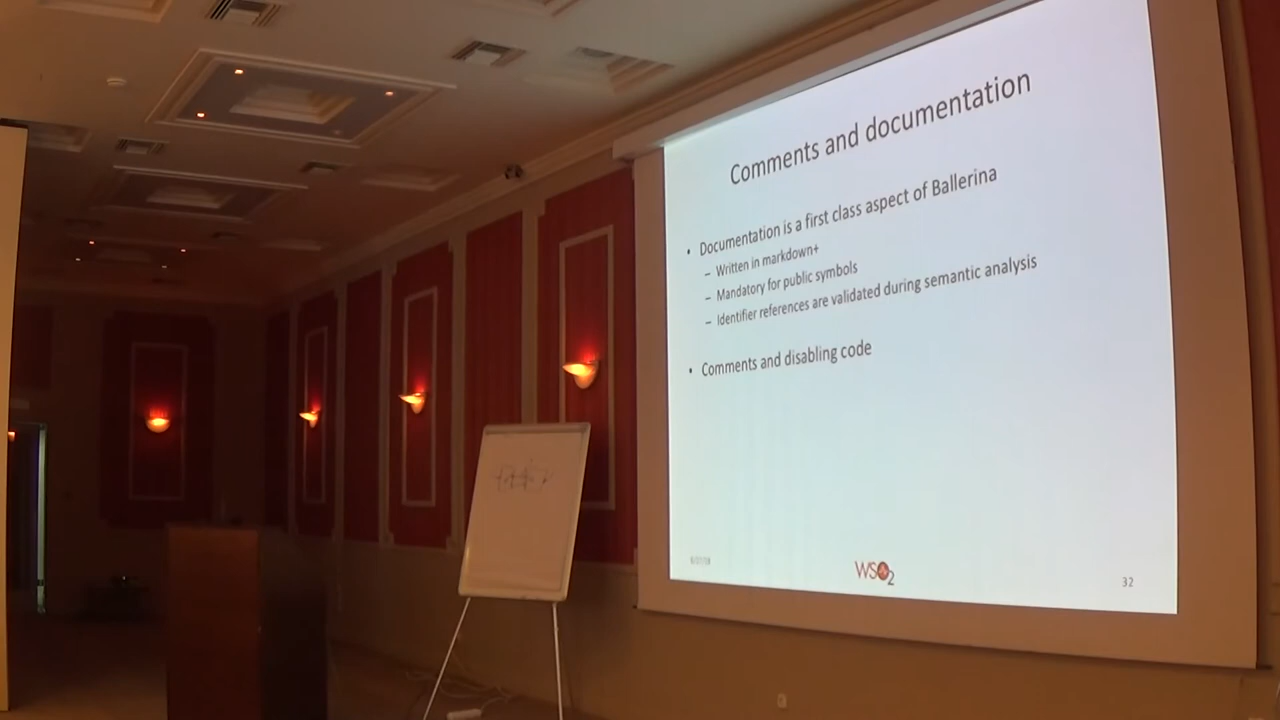 Comments and documentation
• Documentation is a first class aspect of Ballerina
– Written in markdown+
– Mandatory for public symbols
– Identifier references are validated during semantic analysis
• Comments and disabling code
WSO2
32